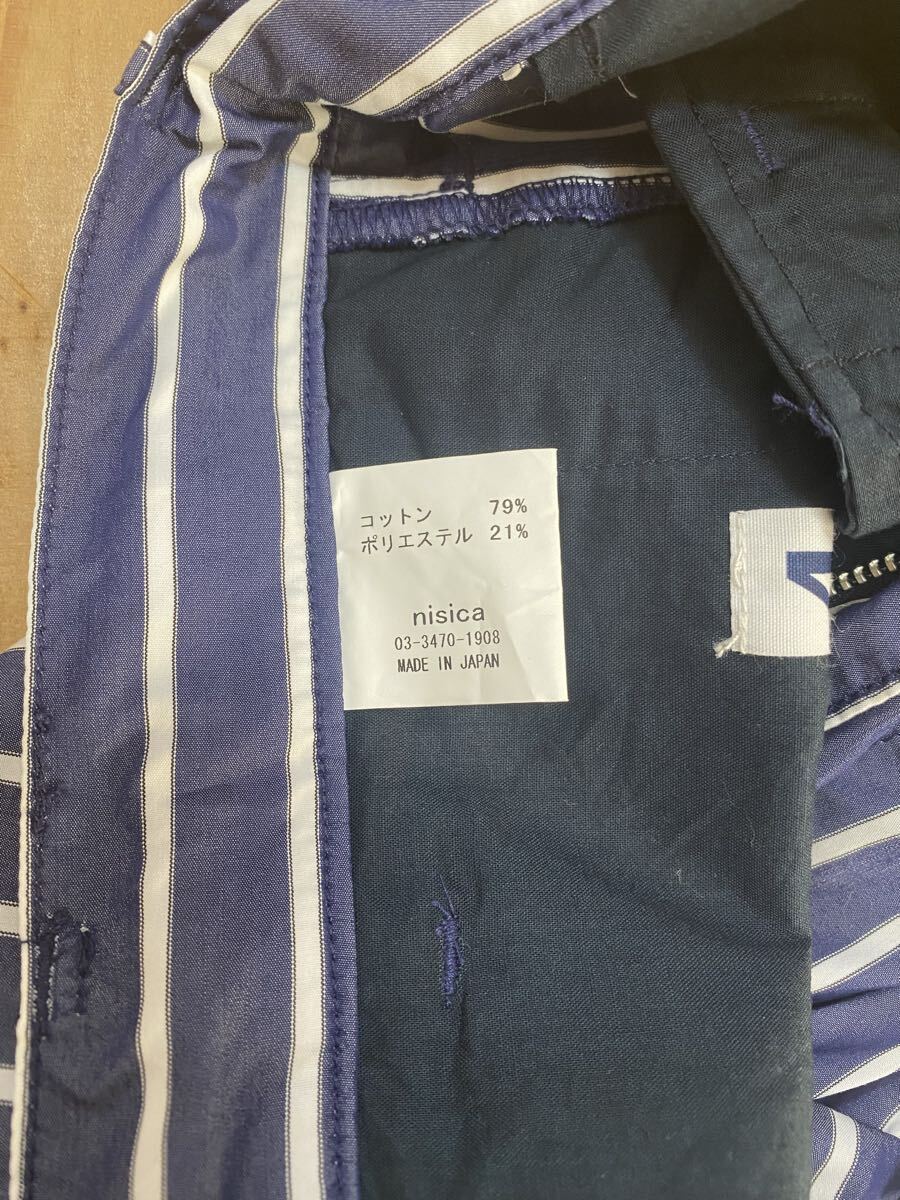 コットン 79%
ポリエステル 21%
nisica
03-3470-1908
MADE IN JAPAN